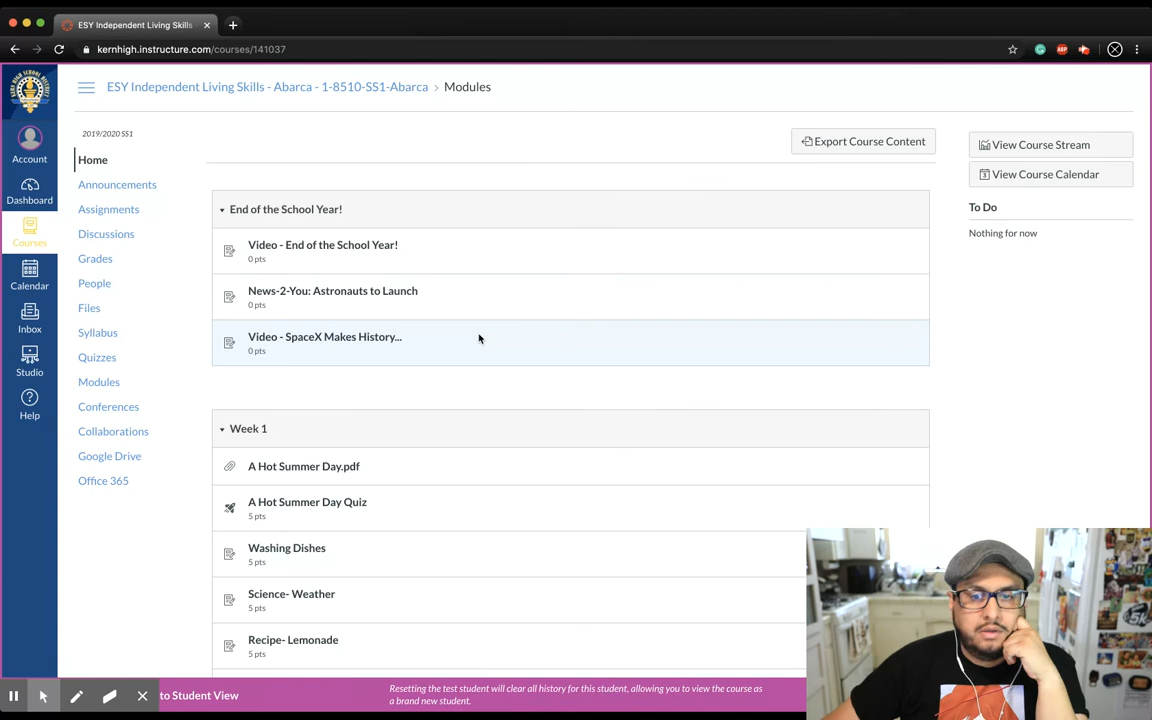 ESY Independent Living Skills
kernhigh.instructure.com/courses/141037
ABP
ESY Independent Living Skills - Abarca - 1-8510-SS1-Abarca > Modules
2019/2020 SS1
Export Course Content
View Course Stream
View Course Calendar
To Do
Nothing for now
Account
Dashboard
Courses
Calendar
Inbox
Studio
Help
Home
Announcements
Assignments
Discussions
Grades
People
Files
Syllabus
Quizzes
Modules
Conferences
Collaborations
Google Drive
Office 365
End of the School Year!
Video - End of the School Year!
0 pts
News-2-You: Astronauts to Launch
0 pts
Video - SpaceX Makes History...
0 pts
Week 1
A Hot Summer Day.pdf
A Hot Summer Day Quiz
5 pts
Washing Dishes
5 pts
Science- Weather
5 pts
Recipe- Lemonade
5 pts
to Student View
Resetting the test student will clear all history for this student, allowing you to view the course as
a brand new student.